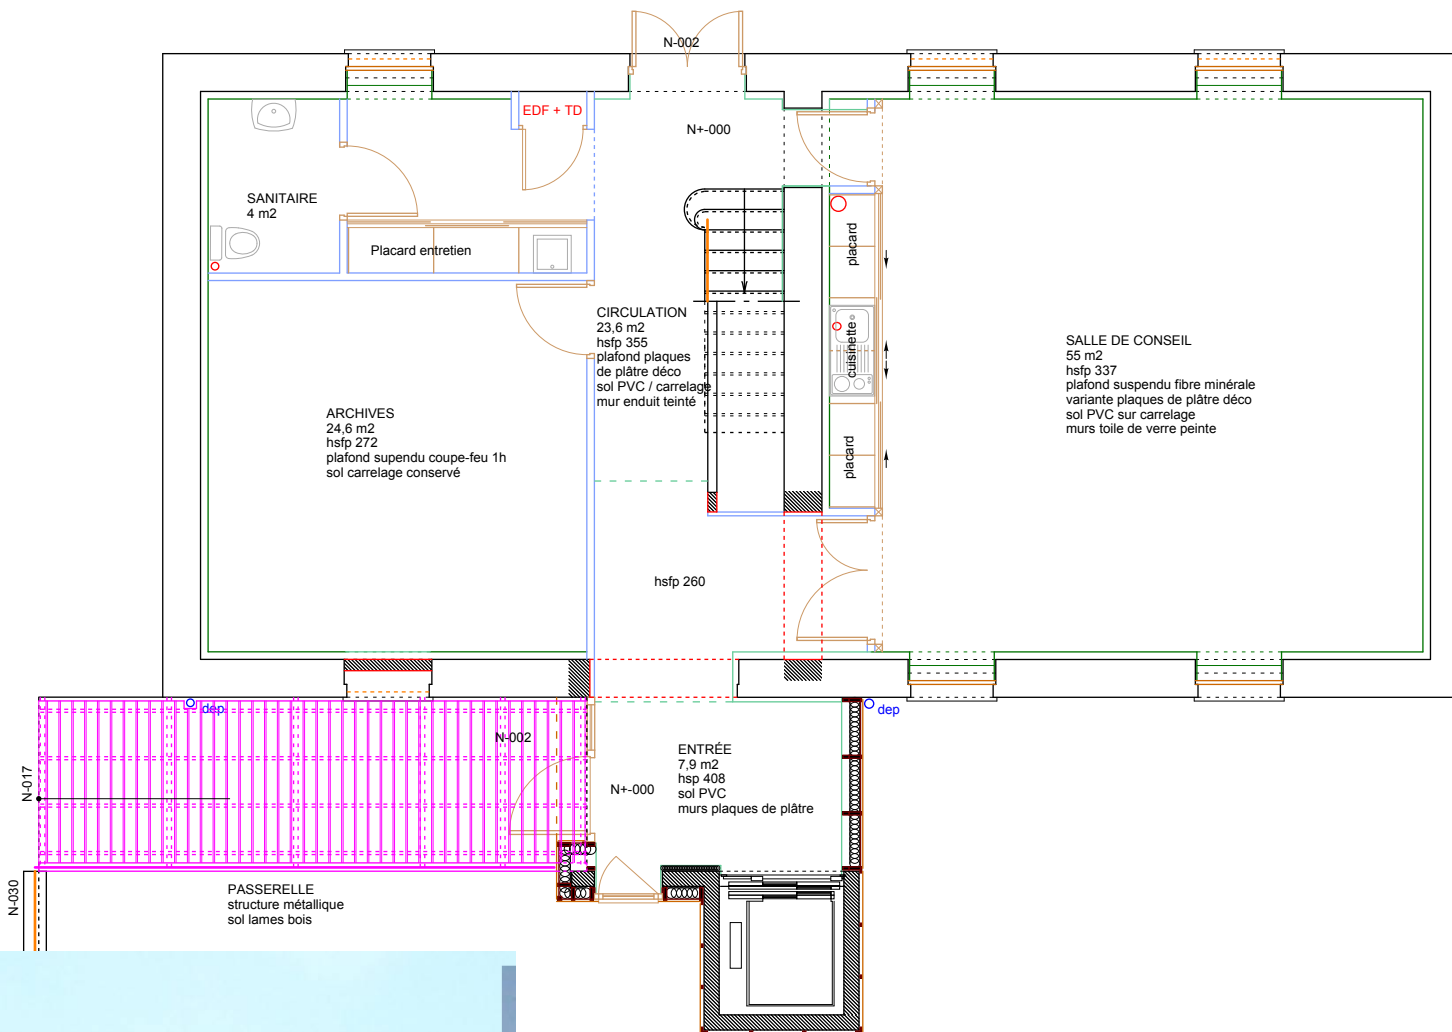 N-002
EDF + TD
N+-000
SANITAIRE
4 m2
Placard entretien
placard
cuisinette
placard
CIRCULATION
23,6 m2
hsfp 355
plafond plaques
de plâtre déco
sol PVC / carrelage
mur enduit teinté
SALLE DE CONSEIL
55 m2
hsfp 337
plafond suspendu fibre minérale
variante plaques de plâtre déco
sol PVC sur carrelage
murs toile de verre peinte
ARCHIVES
24,6 m2
hsfp 272
plafond supendu coupe-feu 1h
sol carrelage conservé
hsfp 260
dep
dep
N-002
N-017
ENTRÉE
7,9 m2
hsp 408
sol PVC
murs plaques de plâtre
N+-000
N-030
PASSERELLE
structure métallique
sol lames bois